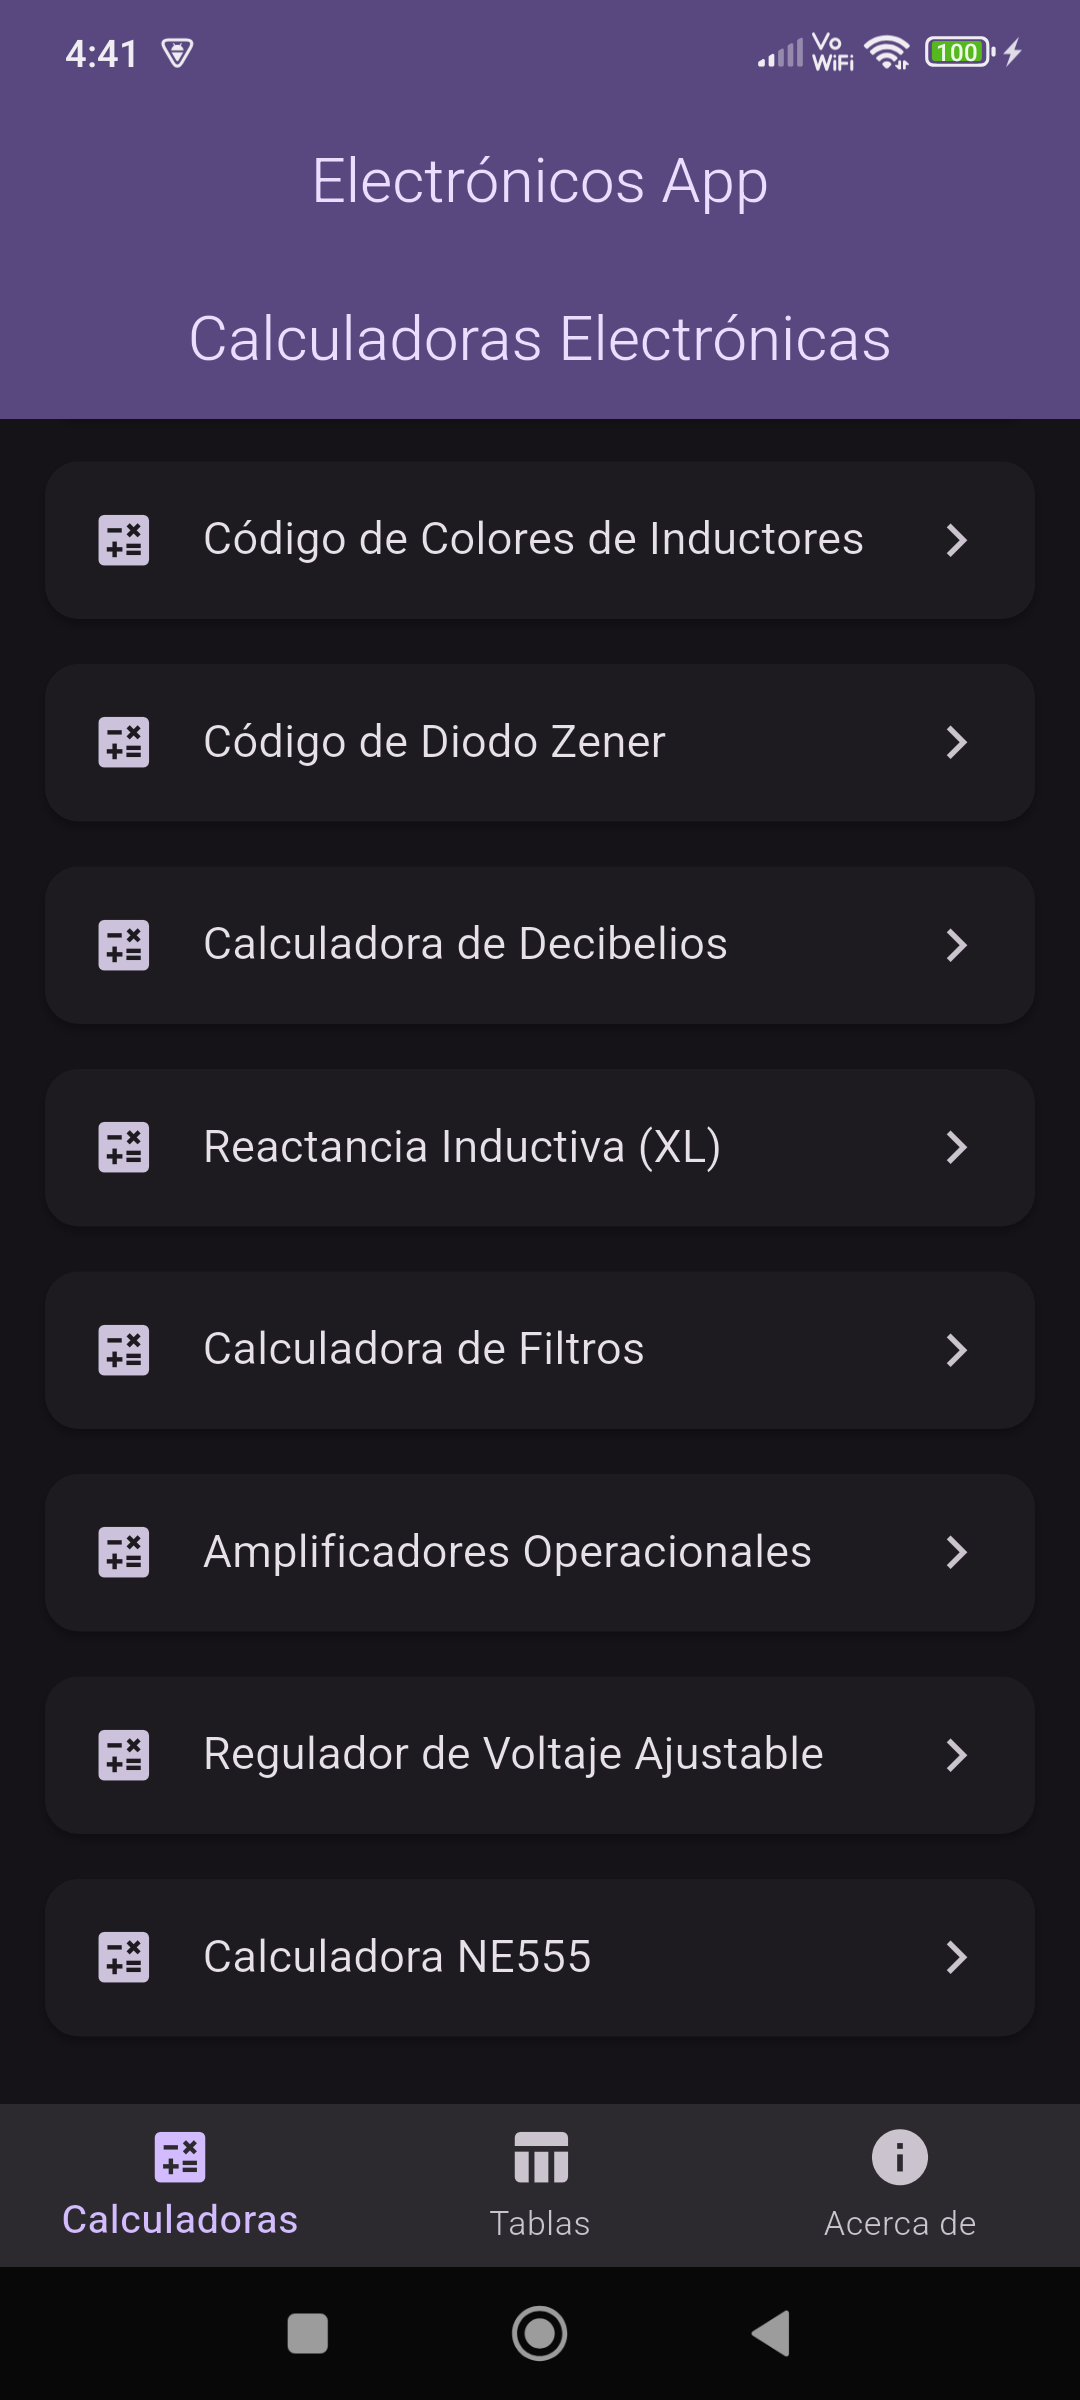 4:41
Vo
WiFi
100
Electrónicos App
Calculadoras Electrónicas
Código de Colores de Inductores
Código de Diodo Zener
Calculadora de Decibelios
Reactancia Inductiva (XL)
Calculadora de Filtros
Amplificadores Operacionales
Regulador de Voltaje Ajustable
Calculadora NE555
Calculadoras
Tablas
Acerca de